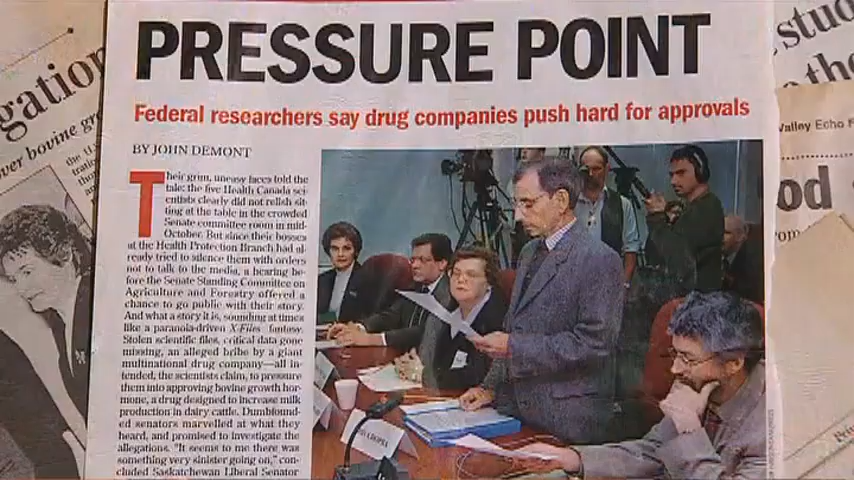 PRESSURE POINT
Federal researchers say drug companies push hard for approvals
BY JOHN DEMONT
Their grim, uneasy faces told the
tale: the five Health Canada sci-
entists clearly did not relish sit-
ting at the table in the crowded
Senate committee room in mid-
October. But since their bosses
at the Health Protection Branch had al-
ready tried to silence them with orders
not to talk to the media, a hearing be-
fore the Senate Standing Committee on
Agriculture and Forestry offered a
chance to go public with their story.
And what a story it is, sounding at times
like a paranoia-driven X-Files fantasy.
Stolen scientific files, critical data gone
missing, an alleged bribe by a giant
multinational drug company—all in-
tended, the scientists claim, to pressure
them into approving bovine growth hor-
mone, a drug designed to increase milk
production in dairy cattle. Dumbfound-
ed senators marvelled at what they
heard, and promised to investigate the
allegations. "It seems to me there was
something very sinister going on," con-
cluded Saskatchewan Liberal Senator
gation
ver bovine gr
stud
othe
Valley Echo F
od
CHOPRA